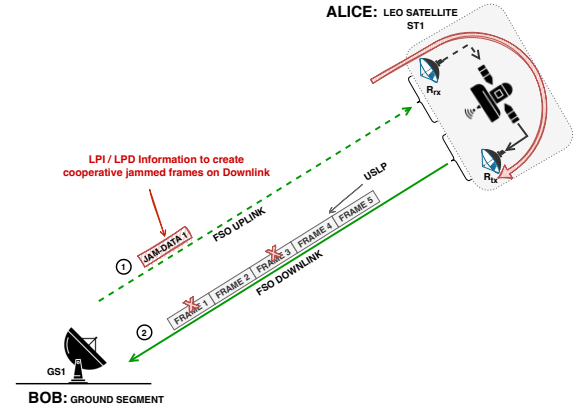 ALICE: LEO SATELLITE
ST1
Rrx
Rtx
LPI / LPD Information to create
cooperative jammed frames on Downlink
USLP
FSO UPLINK
JAM-DATA 1
1
FRAME 1 FRAME 2 FRAME 3 FRAME 4 FRAME 5
FSO DOWNLINK
2
GS1
BOB: GROUND SEGMENT